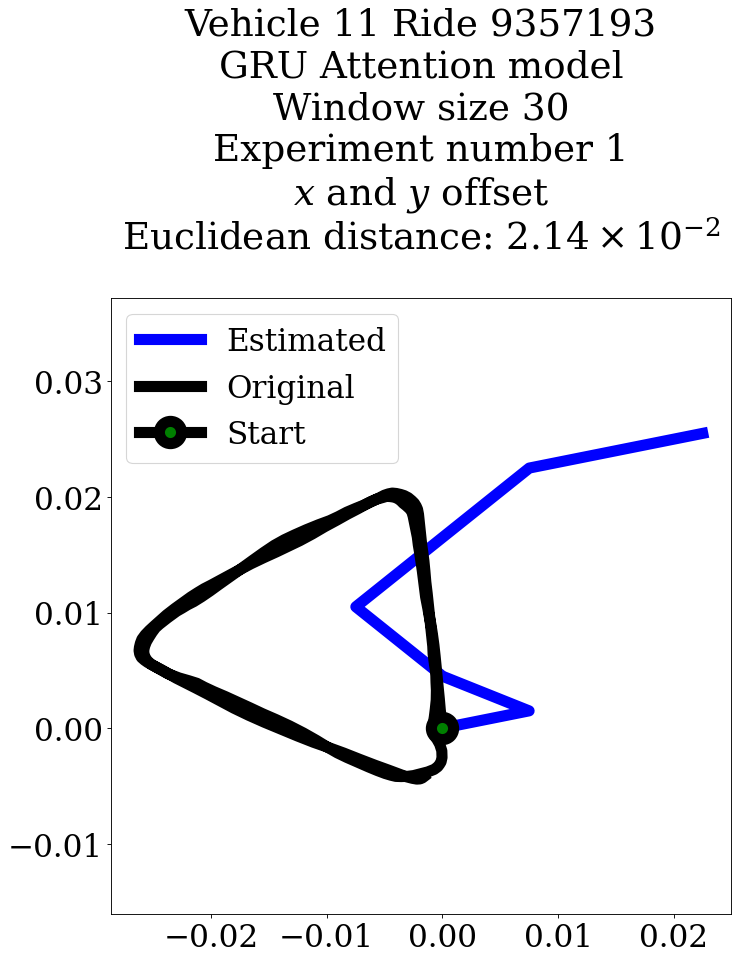 Vehicle 11 Ride 9357193
GRU Attention model
Window size 30
Experiment number 1
x and y offset
Euclidean distance: 2.14 × 10⁻²
Estimated
Original
Start
0.03
0.02
0.01
0.00
−0.01
−0.02 −0.01 0.00 0.01 0.02